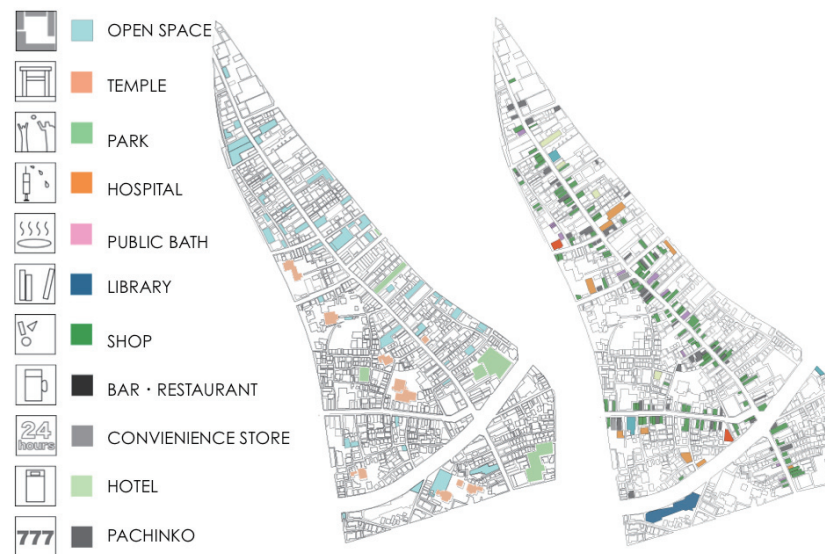 OPEN SPACE
TEMPLE
PARK
HOSPITAL
PUBLIC BATH
LIBRARY
SHOP
BAR・RESTAURANT
24 hours CONVIENIENCE STORE
HOTEL
777 PACHINKO